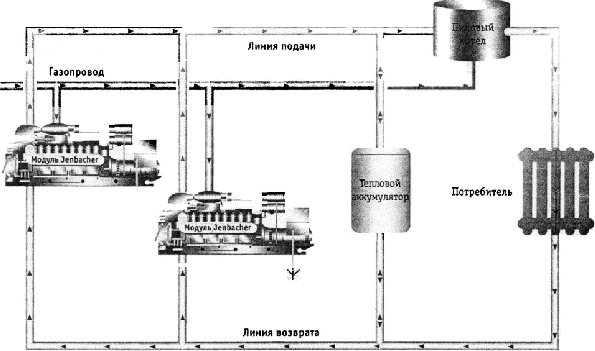 Пиковый
котел
Линия подачи
Газопровод
Модуль Jenbacher
Тепловой
аккумулятор
Потребитель
Модуль Jenbacher
Линия возврата